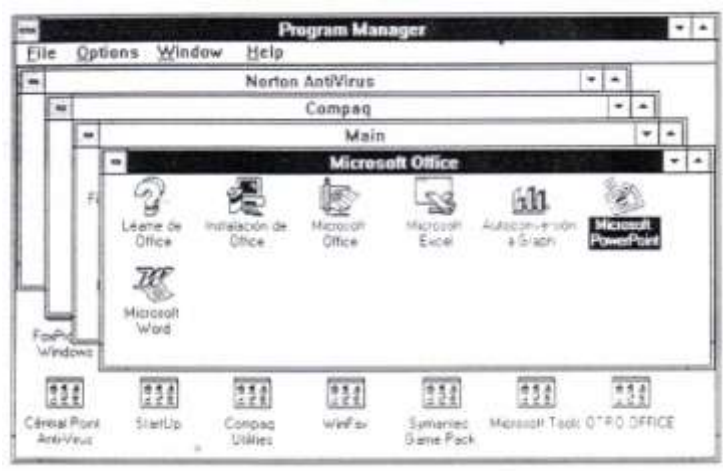 Program Manager
File Options Window Help
Norton AntiVirus
Compaq
Main
Microsoft Office
Léame de Office
Instalación de Office
Microsoft Office
Microsoft Excel
Autoconversión a Graph
Microsoft PowerPoint
Microsoft Word
Windows
Central Point Anti-Virus
StartUp
Compaq Utilities
WinFax
Symantec Game Pack
Microsoft Tools
OTRO OFFICE